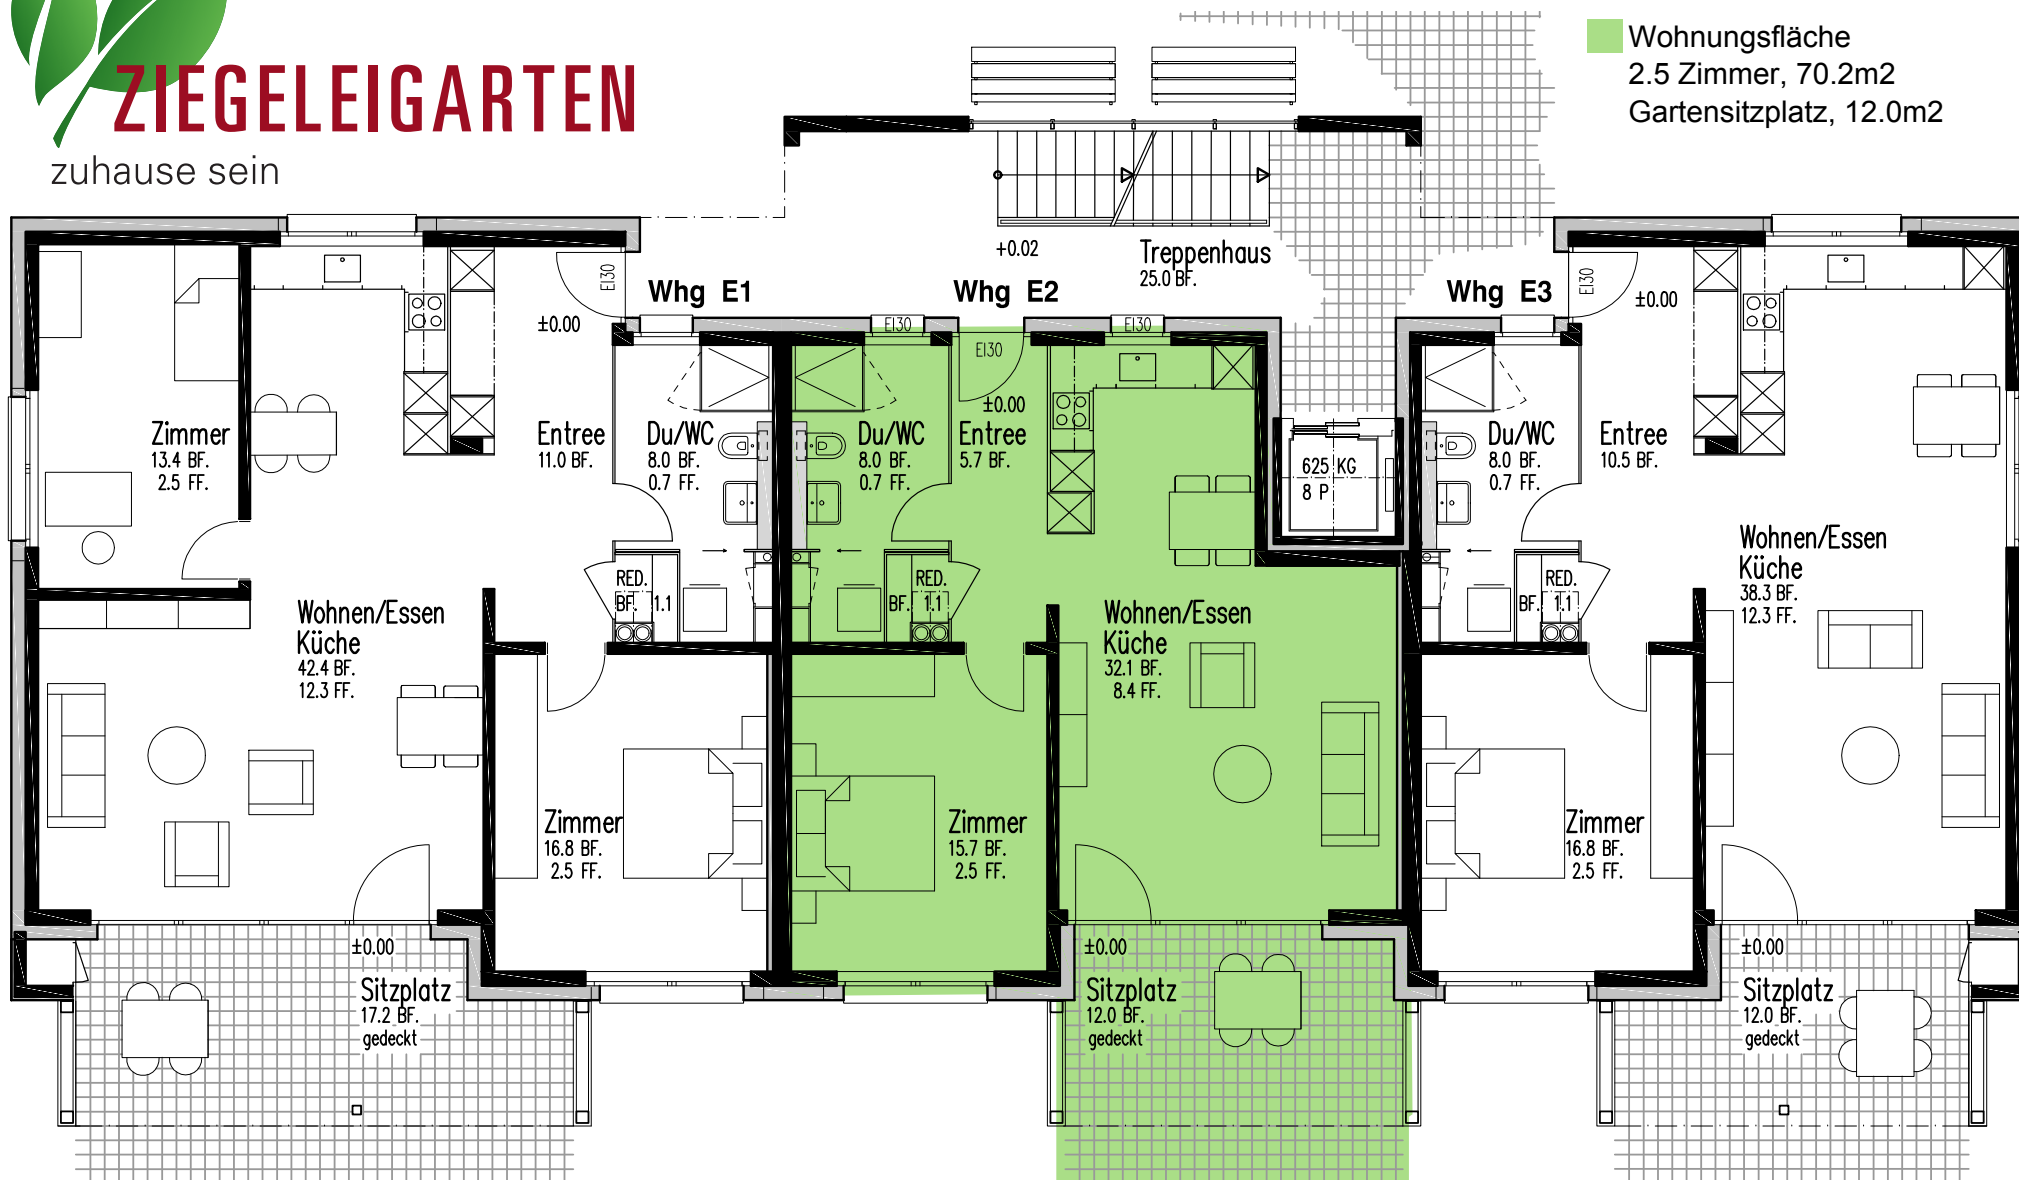 ZIEGELEIGARTEN
zuhause sein
Wohnungsfläche
2.5 Zimmer, 70.2m2
Gartensitzplatz, 12.0m2
+0.02
Treppenhaus
25.0 BF.
Whg E1
Whg E2
Whg E3
EI30
EI30
EI30
EI30
EI30
±0.00
±0.00
±0.00
Zimmer
13.4 BF.
2.5 FF.
Entree
11.0 BF.
Du/WC
8.0 BF.
0.7 FF.
Du/WC
8.0 BF.
0.7 FF.
Entree
5.7 BF.
625 KG
8 P
Du/WC
8.0 BF.
0.7 FF.
Entree
10.5 BF.
RED.
BF. 1.1
RED.
BF. 1.1
RED.
BF. 1.1
Wohnen/Essen
Küche
42.4 BF.
12.3 FF.
Wohnen/Essen
Küche
32.1 BF.
8.4 FF.
Wohnen/Essen
Küche
38.3 BF.
12.3 FF.
Zimmer
16.8 BF.
2.5 FF.
Zimmer
15.7 BF.
2.5 FF.
Zimmer
16.8 BF.
2.5 FF.
±0.00
Sitzplatz
17.2 BF.
gedeckt
±0.00
Sitzplatz
12.0 BF.
gedeckt
±0.00
Sitzplatz
12.0 BF.
gedeckt